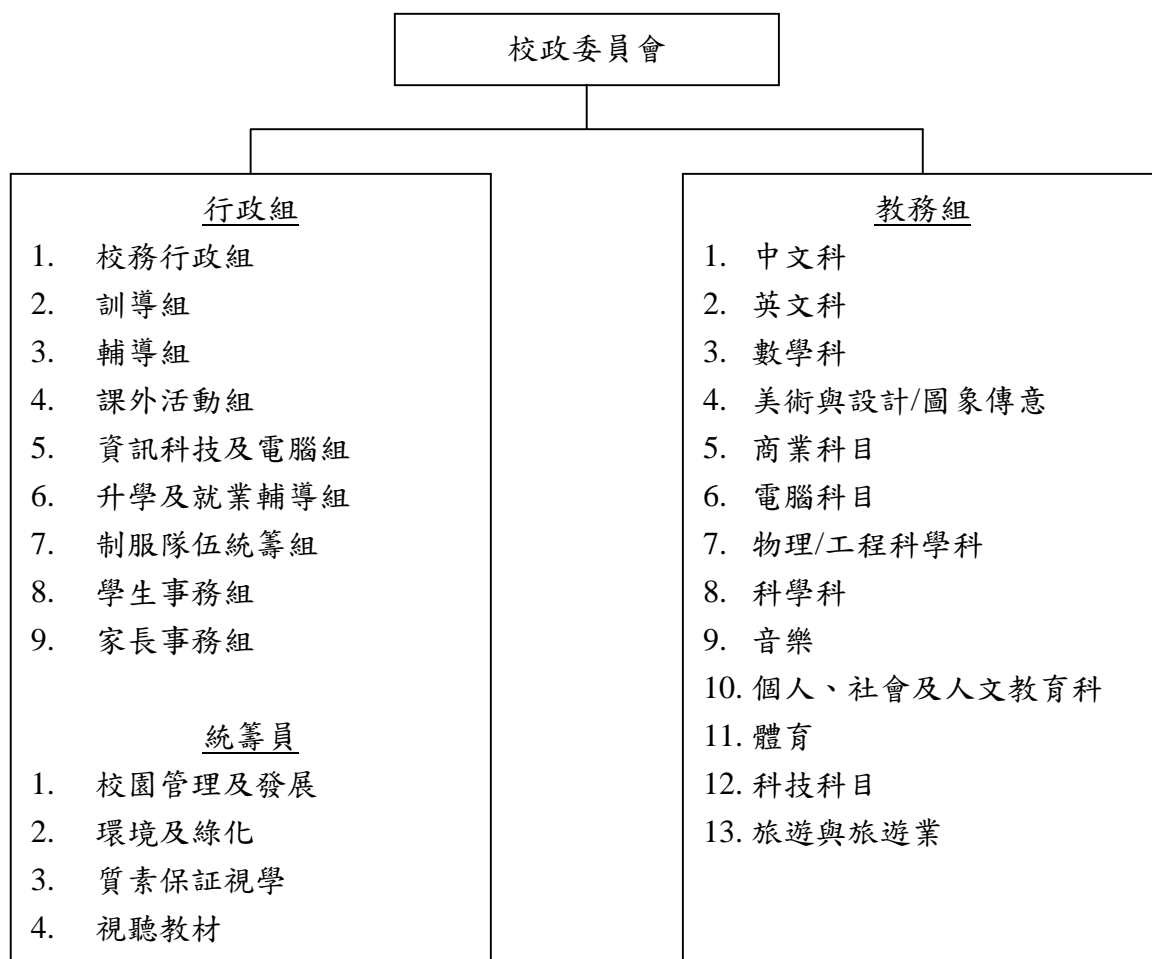 校政委員會
行政組
1. 校務行政組
2. 訓導組
3. 輔導組
4. 課外活動組
5. 資訊科技及電腦組
6. 升學及就業輔導組
7. 制服隊伍統籌組
8. 學生事務組
9. 家長事務組
統籌員
1. 校園管理及發展
2. 環境及綠化
3. 質素保証視學
4. 視聽教材
教務組
1. 中文科
2. 英文科
3. 數學科
4. 美術與設計/圖象傳意
5. 商業科目
6. 電腦科目
7. 物理/工程科學科
8. 科學科
9. 音樂
10. 個人、社會及人文教育科
11. 體育
12. 科技科目
13. 旅遊與旅遊業